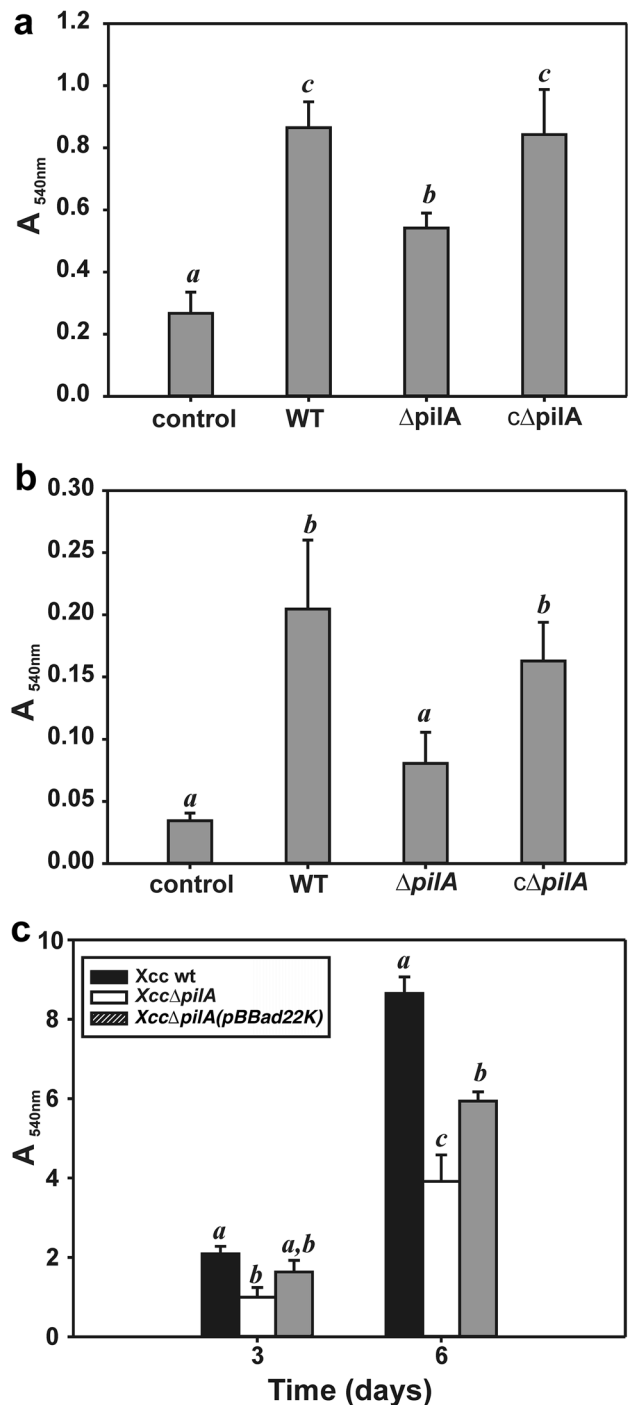 a
A 540nm
1.2
1.0
0.8
0.6
0.4
0.2
0.0
a
c
b
c
control WT ΔpilA cΔpilA
b
A 540nm
0.30
0.25
0.20
0.15
0.10
0.05
0.00
a
b
a
b
control WT ΔpilA cΔpilA
c
A 540nm
10
8
6
4
2
0
Xcc wt
XccΔpilA
XccΔpilA(pBBad22K)
a
b
a,b
a
c
b
3 6
Time (days)